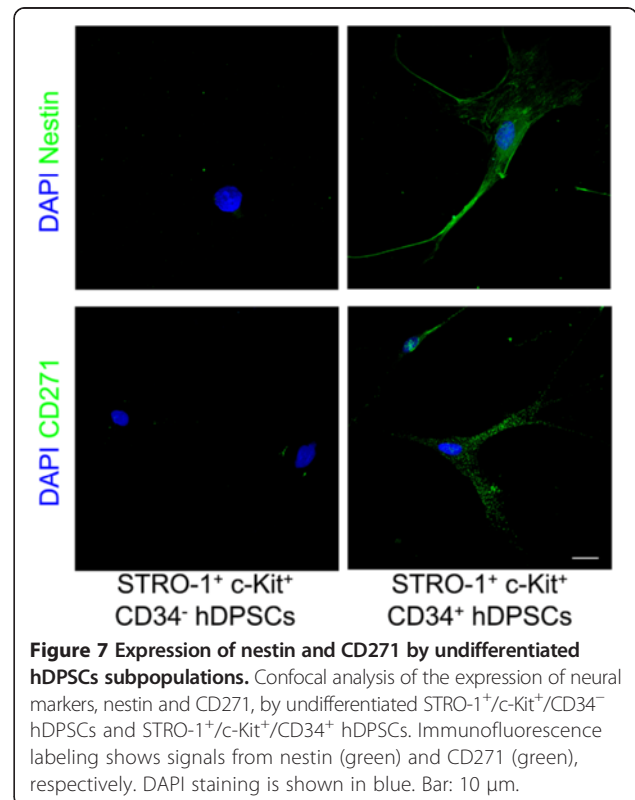 DAPI Nestin
DAPI CD271
STRO-1⁺ c-Kit⁺
CD34⁻ hDPSCs
STRO-1⁺ c-Kit⁺
CD34⁺ hDPSCs
Figure 7 Expression of nestin and CD271 by undifferentiated
hDPSCs subpopulations. Confocal analysis of the expression of neural
markers, nestin and CD271, by undifferentiated STRO-1⁺/c-Kit⁺/CD34⁻
hDPSCs and STRO-1⁺/c-Kit⁺/CD34⁺ hDPSCs. Immunofluorescence
labeling shows signals from nestin (green) and CD271 (green),
respectively. DAPI staining is shown in blue. Bar: 10 μm.